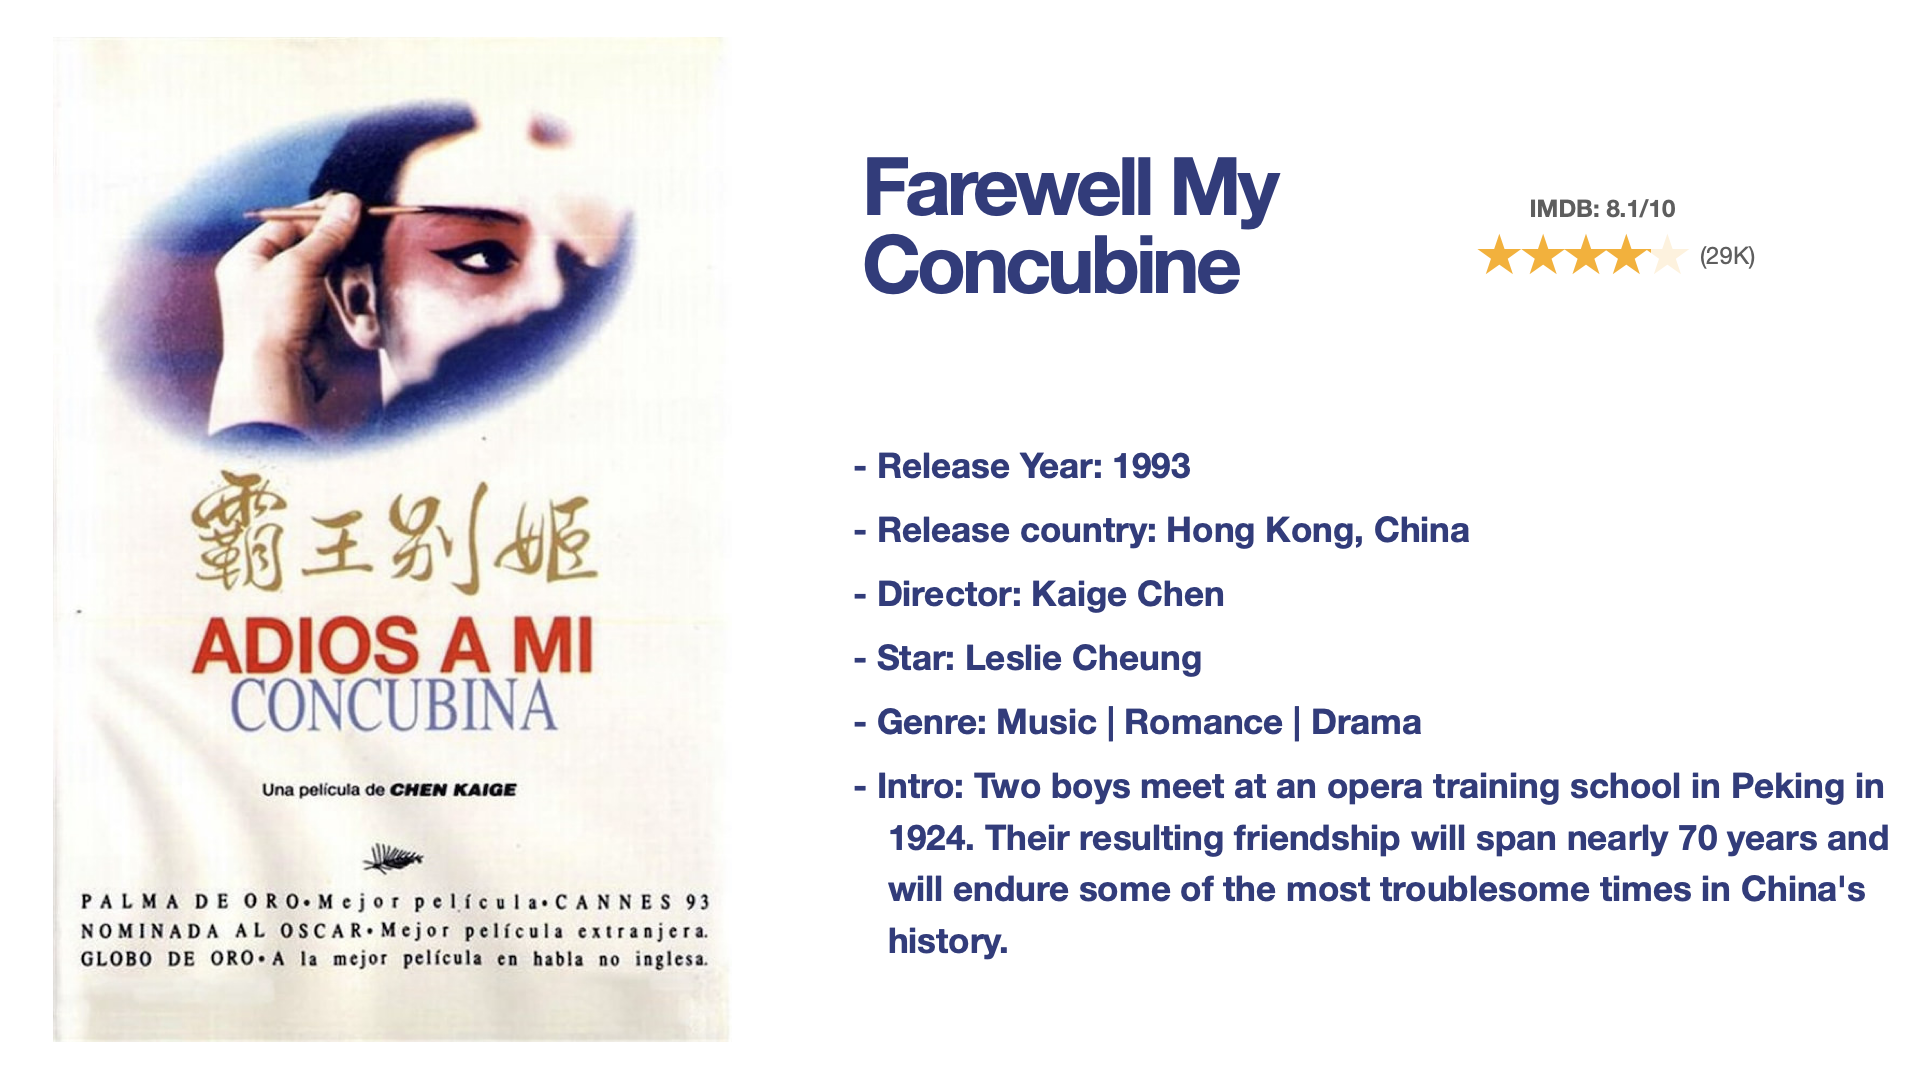 霸王别姬
ADIOS A MI
CONCUBINA
Una película de CHEN KAIGE
PALMA DE ORO•Mejor película•CANNES 93
NOMINADA AL OSCAR•Mejor película extranjera.
GLOBO DE ORO•A la mejor película en habla no inglesa.
Farewell My
Concubine
IMDB: 8.1/10
(29K)
- Release Year: 1993
- Release country: Hong Kong, China
- Director: Kaige Chen
- Star: Leslie Cheung
- Genre: Music | Romance | Drama
- Intro: Two boys meet at an opera training school in Peking in
1924. Their resulting friendship will span nearly 70 years and
will endure some of the most troublesome times in China's
history.